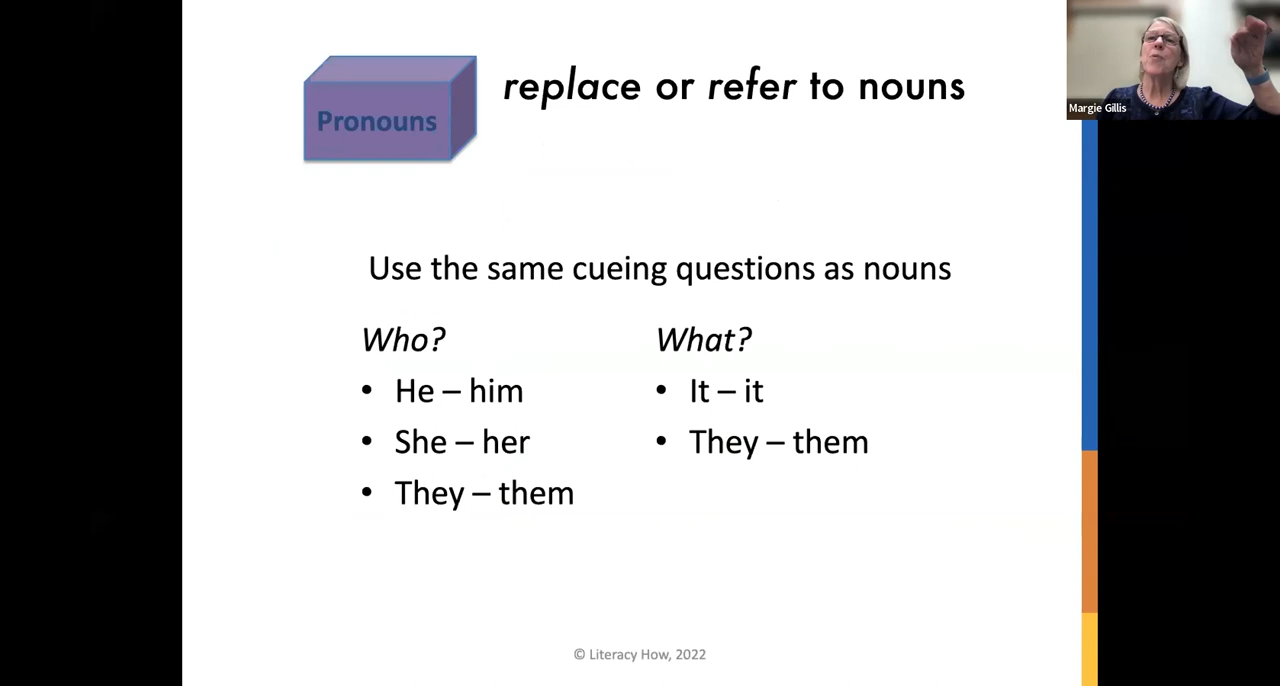 Pronouns
replace or refer to nouns
Margie Gillis
Use the same cueing questions as nouns
Who?
• He – him
• She – her
• They – them
What?
• It – it
• They – them
© Literacy How, 2022